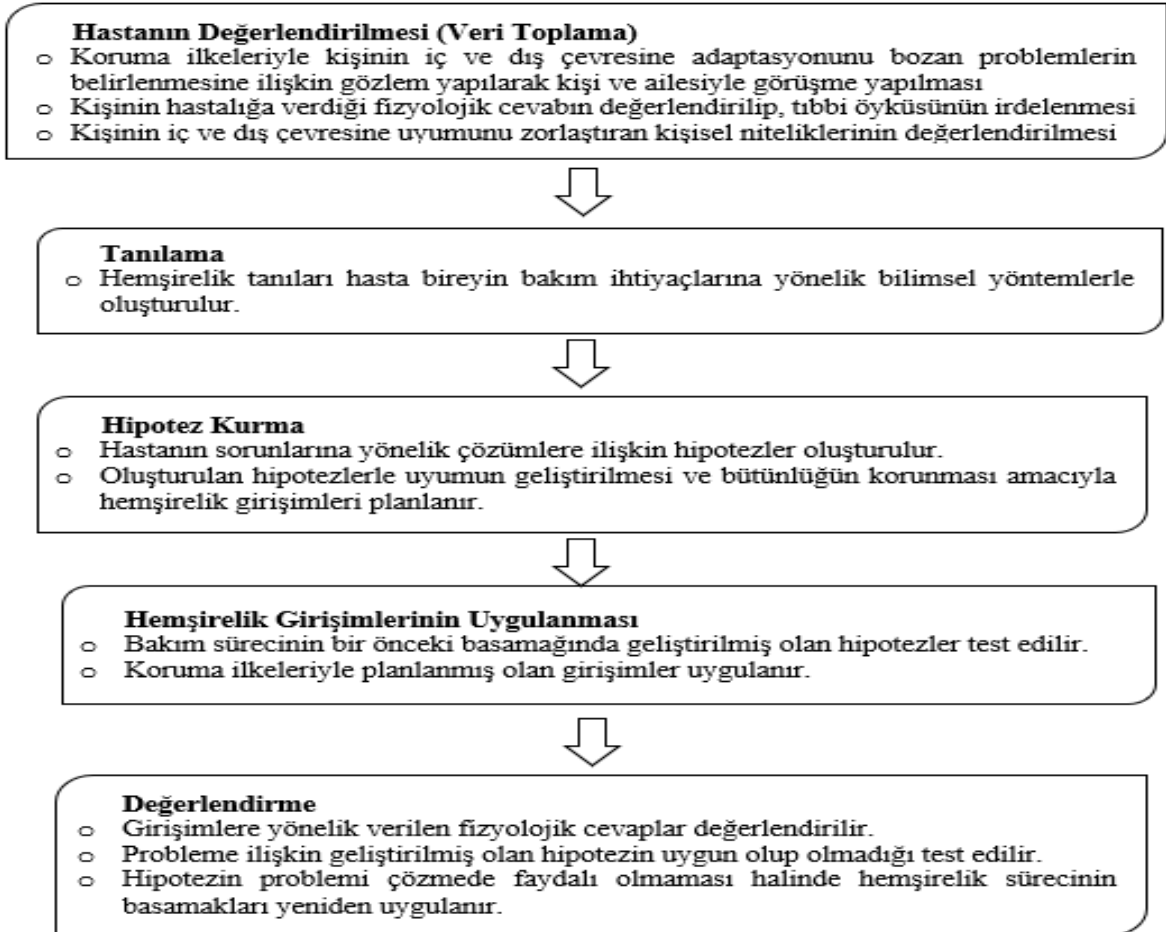 Hastanın Değerlendirilmesi (Veri Toplama)
o Koruma ilkeleriyle kişinin iç ve dış çevresine adaptasyonunu bozan problemlerin
belirlenmesine ilişkin gözlem yapılarak kişi ve ailesiyle görüşme yapılması
o Kişinin hastalığa verdiği fizyolojik cevabın değerlendirilip, tıbbi öyküsünün irdelenmesi
o Kişinin iç ve dış çevresine uyumunu zorlaştıran kişisel niteliklerinin değerlendirilmesi
Tanılama
o Hemşirelik tanıları hasta bireyin bakım ihtiyaçlarına yönelik bilimsel yöntemlerle
oluşturulur.
Hipotez Kurma
o Hastanın sorunlarına yönelik çözümlere ilişkin hipotezler oluşturulur.
o Oluşturulan hipotezlerle uyumun geliştirilmesi ve bütünlüğün korunması amacıyla
hemşirelik girişimleri planlanır.
Hemşirelik Girişimlerinin Uygulanması
o Bakım sürecinin bir önceki basamağında geliştirilmiş olan hipotezler test edilir.
o Koruma ilkeleriyle planlanmış olan girişimler uygulanır.
Değerlendirme
o Girişimlere yönelik verilen fizyolojik cevaplar değerlendirilir.
o Probleme ilişkin geliştirilmiş olan hipotezin uygun olup olmadığı test edilir.
o Hipotezin problemi çözmede faydalı olmaması halinde hemşirelik sürecinin
basamakları yeniden uygulanır.